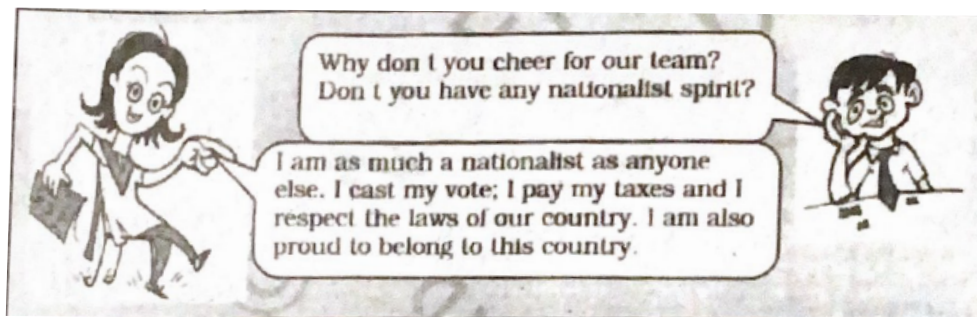 Why don t you cheer for our team?
Don t you have any nationalist spirit?
I am as much a nationalist as anyone
else. I cast my vote; I pay my taxes and I
respect the laws of our country. I am also
proud to belong to this country.